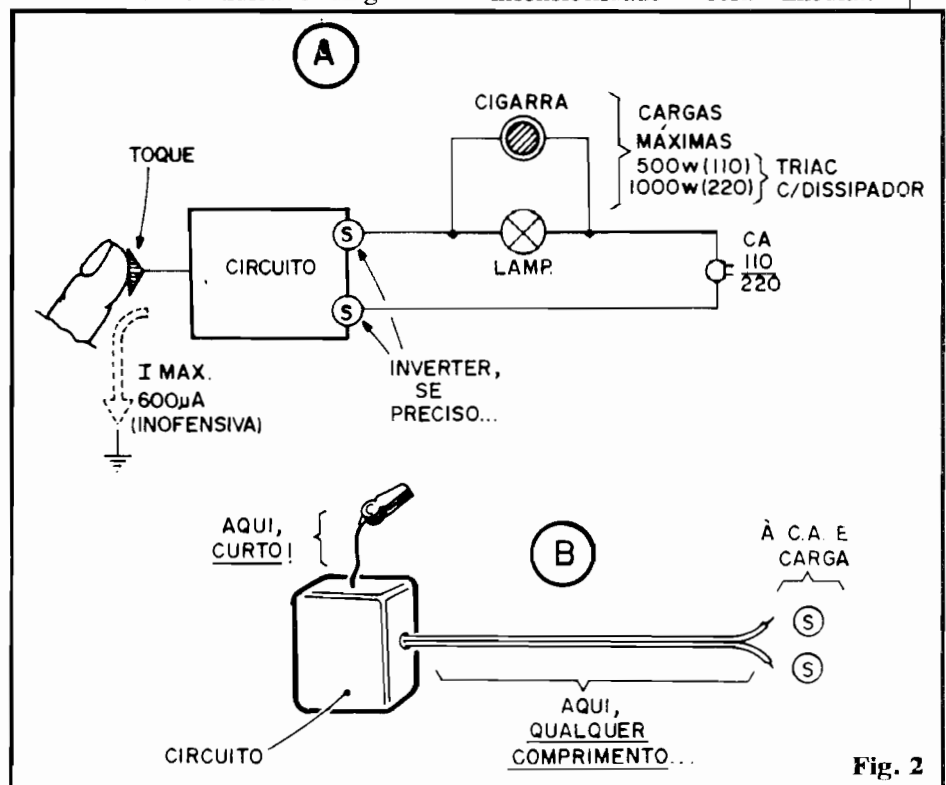 A
CIGARRA
CARGAS
MÁXIMAS
500w(110)
1000w(220)
TRIAC
C/DISSIPADOR
TOQUE
CIRCUITO
S
S
LAMP.
CA
110
220
I MAX.
600µA
(INOFENSIVA)
INVERTER,
SE
PRECISO...
AQUI,
CURTO!
B
À C.A. E
CARGA
S
S
AQUI,
QUALQUER
COMPRIMENTO...
CIRCUITO
Fig. 2